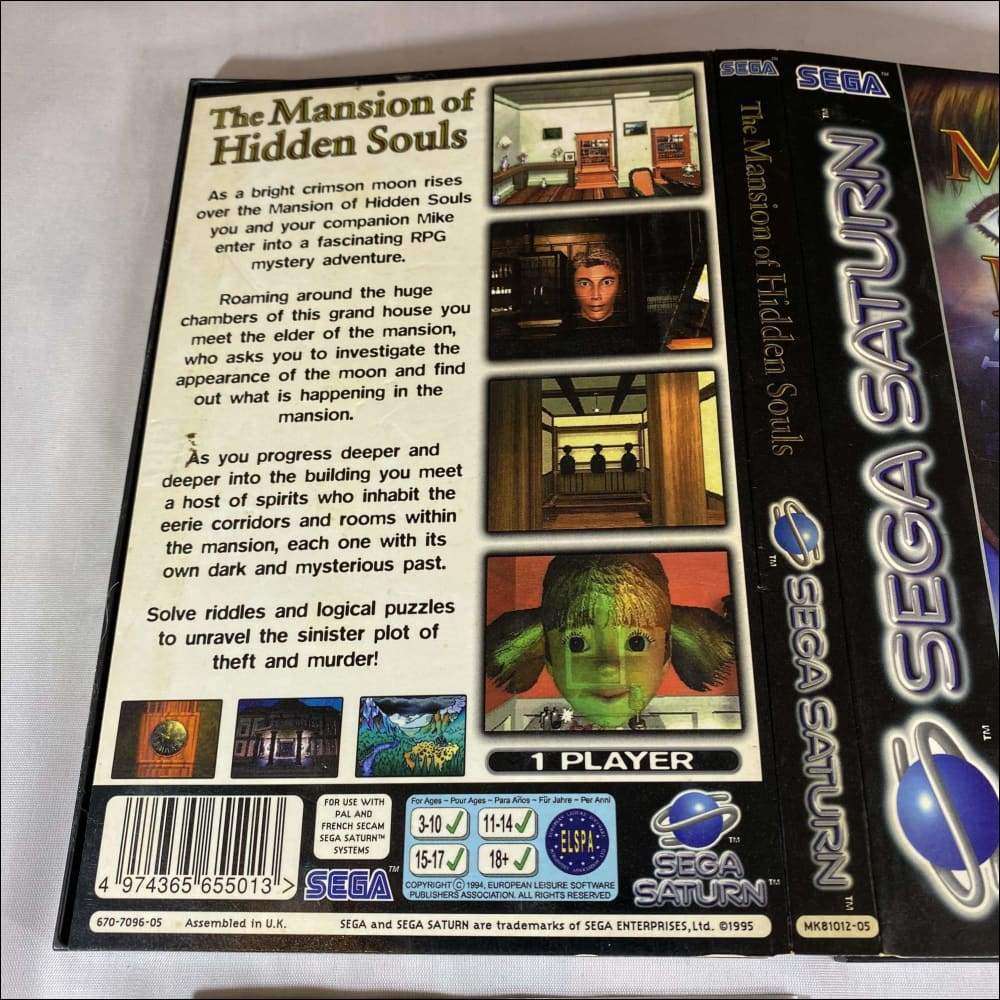 The Mansion of
Hidden Souls
As a bright crimson moon rises
over the Mansion of Hidden Souls
you and your companion Mike
enter into a fascinating RPG
mystery adventure.
Roaming around the huge
chambers of this grand house you
meet the elder of the mansion,
who asks you to investigate the
appearance of the moon and find
out what is happening in the
mansion.
As you progress deeper and
deeper into the building you meet
a host of spirits who inhabit the
eerie corridors and rooms within
the mansion, each one with its
own dark and mysterious past.
Solve riddles and logical puzzles
to unravel the sinister plot of
theft and murder!
1 PLAYER
4 974365 655013 >
FOR USE WITH
PAL AND
FRENCH SECAM
SEGA SATURN™
SYSTEMS
SEGA™
For Ages - Pour Ages - Para Años - Für Jahre - Per Anni
3-10 ✓ 11-14 ✓
15-17 ✓ 18+ ✓
ELSPA
COPYRIGHT © 1994, EUROPEAN LEISURE SOFTWARE
PUBLISHERS ASSOCIATION. ALL RIGHTS RESERVED
SEGA
SATURN™
670-7096-05 Assembled in U.K. SEGA and SEGA SATURN are trademarks of SEGA ENTERPRISES, Ltd. ©1995
SEGA™
The Mansion of Hidden Souls
SEGA SATURN™
MK81012-05
SEGA™
SEGA SATURN™
M